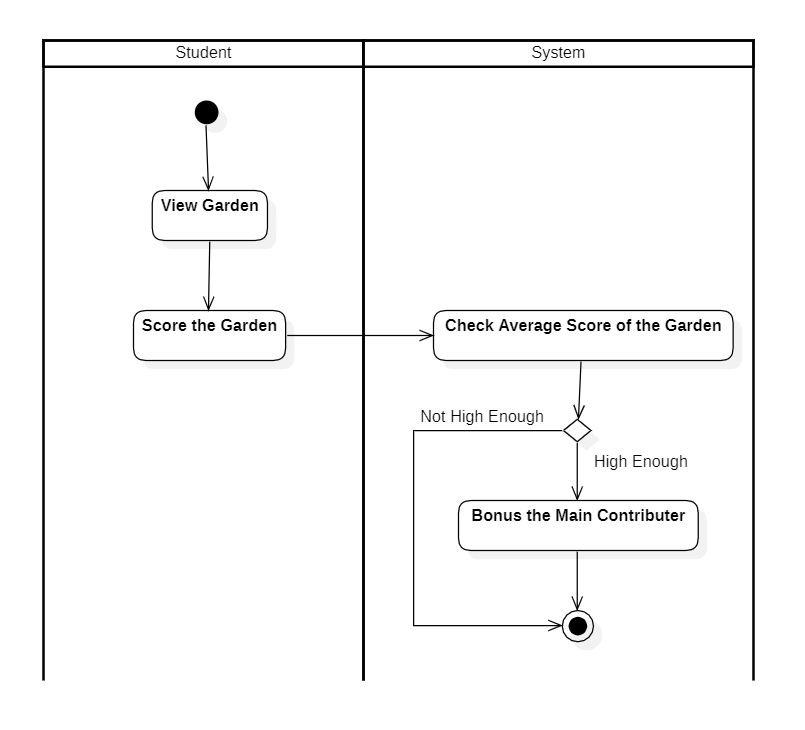 Student
System
View Garden
Score the Garden
Check Average Score of the Garden
Not High Enough
High Enough
Bonus the Main Contributer